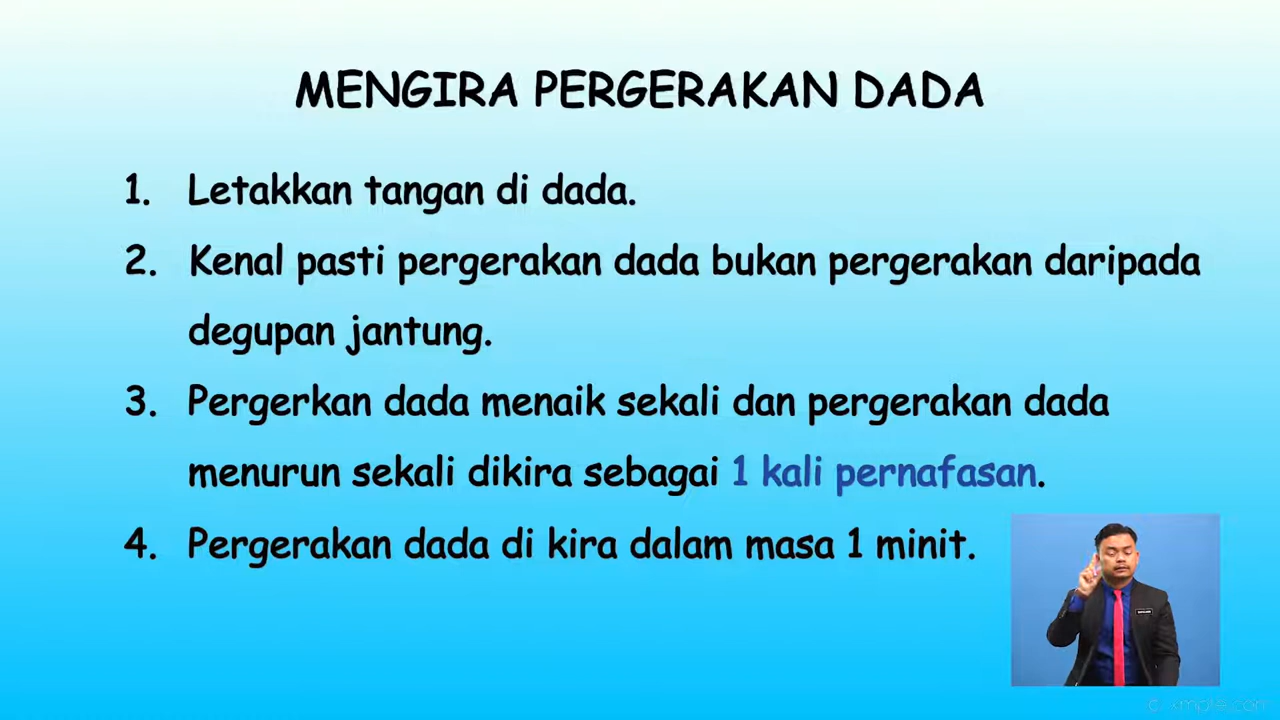 MENGIRA PERGERAKAN DADA
1. Letakkan tangan di dada.
2. Kenal pasti pergerakan dada bukan pergerakan daripada
degupan jantung.
3. Pergerkan dada menaik sekali dan pergerakan dada
menurun sekali dikira sebagai 1 kali pernafasan.
4. Pergerakan dada di kira dalam masa 1 minit.